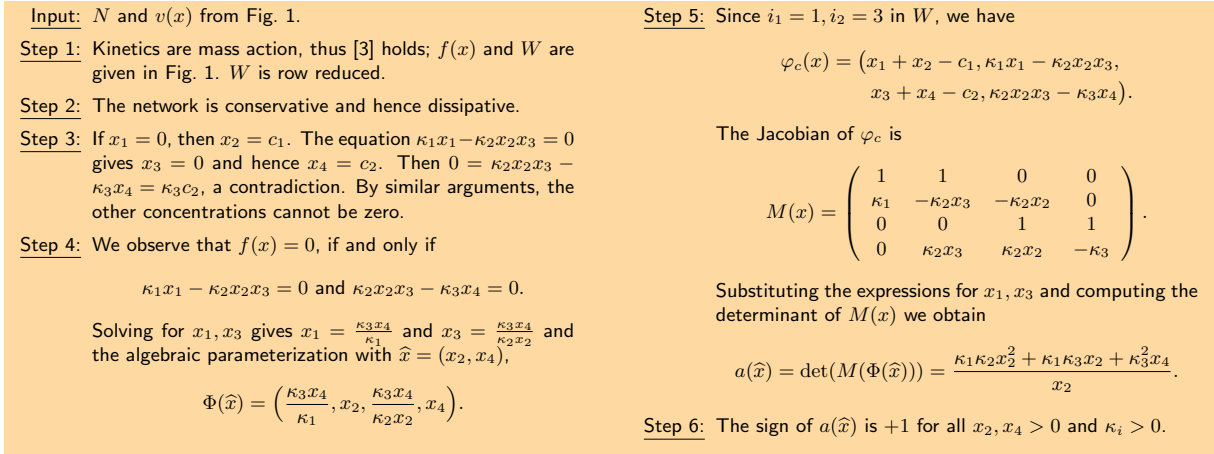 Input: N and v(x) from Fig. 1.
Step 1: Kinetics are mass action, thus [3] holds; f(x) and W are
given in Fig. 1. W is row reduced.
Step 2: The network is conservative and hence dissipative.
Step 3: If x₁ = 0, then x₂ = c₁. The equation κ₁x₁−κ₂x₂x₃ = 0
gives x₃ = 0 and hence x₄ = c₂. Then 0 = κ₂x₂x₃ −
κ₃x₄ = κ₃c₂, a contradiction. By similar arguments, the
other concentrations cannot be zero.
Step 4: We observe that f(x) = 0, if and only if
κ₁x₁ − κ₂x₂x₃ = 0 and κ₂x₂x₃ − κ₃x₄ = 0.
Solving for x₁, x₃ gives x₁ = κ₃x₄/κ₁ and x₃ = κ₃x₄/κ₂x₂ and
the algebraic parameterization with x̂ = (x₂, x₄),
Φ(x̂) = (κ₃x₄/κ₁, x₂, κ₃x₄/κ₂x₂, x₄).
Step 5: Since i₁ = 1, i₂ = 3 in W, we have
φ_c(x) = (x₁ + x₂ − c₁, κ₁x₁ − κ₂x₂x₃,
x₃ + x₄ − c₂, κ₂x₂x₃ − κ₃x₄).
The Jacobian of φ_c is
M(x) = ( 1 1 0 0
κ₁ −κ₂x₃ −κ₂x₂ 0
0 0 1 1
0 κ₂x₃ κ₂x₂ −κ₃ ).
Substituting the expressions for x₁, x₃ and computing the
determinant of M(x) we obtain
a(x̂) = det(M(Φ(x̂))) = (κ₁κ₂x₂² + κ₁κ₃x₂ + κ₃²x₄)/x₂.
Step 6: The sign of a(x̂) is +1 for all x₂, x₄ > 0 and κᵢ > 0.